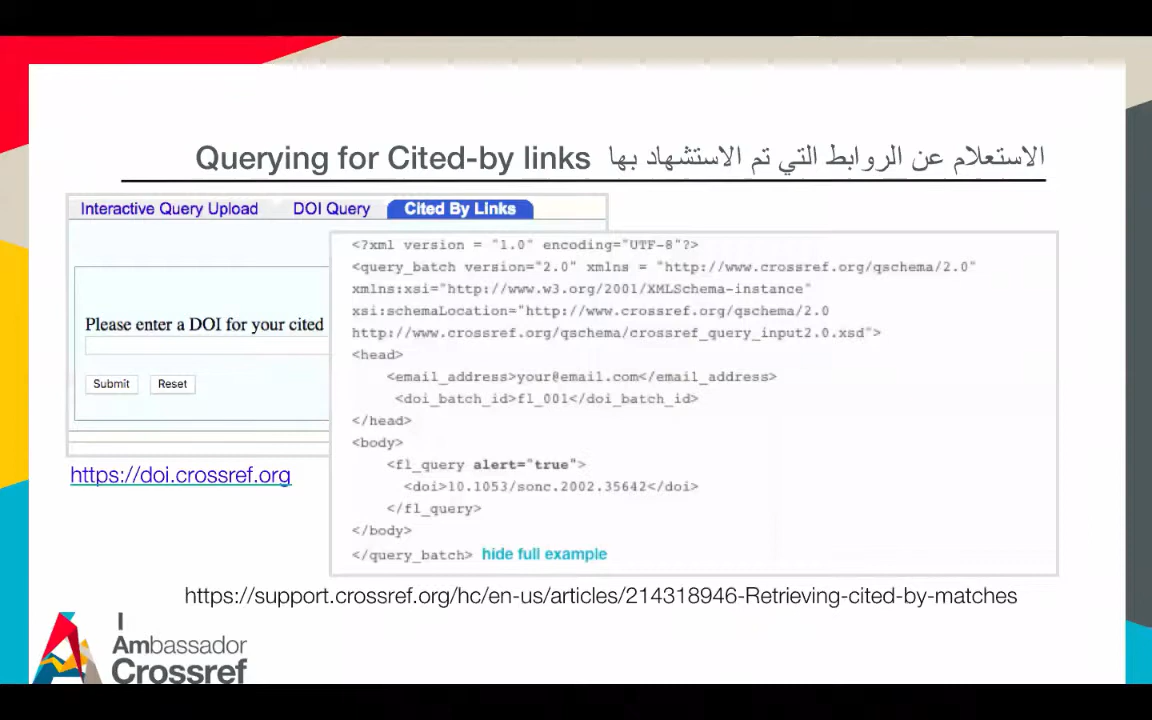 Querying for Cited-by links الاستعلام عن الروابط التي تم الاستشهاد بها
Interactive Query Upload DOI Query Cited By Links
Please enter a DOI for your cited
Submit Reset
https://doi.crossref.org
<?xml version = "1.0" encoding="UTF-8"?>
<query_batch version="2.0" xmlns = "http://www.crossref.org/qschema/2.0"
xmlns:xsi="http://www.w3.org/2001/XMLSchema-instance"
xsi:schemaLocation="http://www.crossref.org/qschema/2.0
http://www.crossref.org/qschema/crossref_query_input2.0.xsd">
<head>
<email_address>your@email.com</email_address>
<doi_batch_id>fl_001</doi_batch_id>
</head>
<body>
<fl_query alert="true">
<doi>10.1053/sonc.2002.35642</doi>
</fl_query>
</body>
</query_batch> hide full example
https://support.crossref.org/hc/en-us/articles/214318946-Retrieving-cited-by-matches
I
Ambassador
Crossref